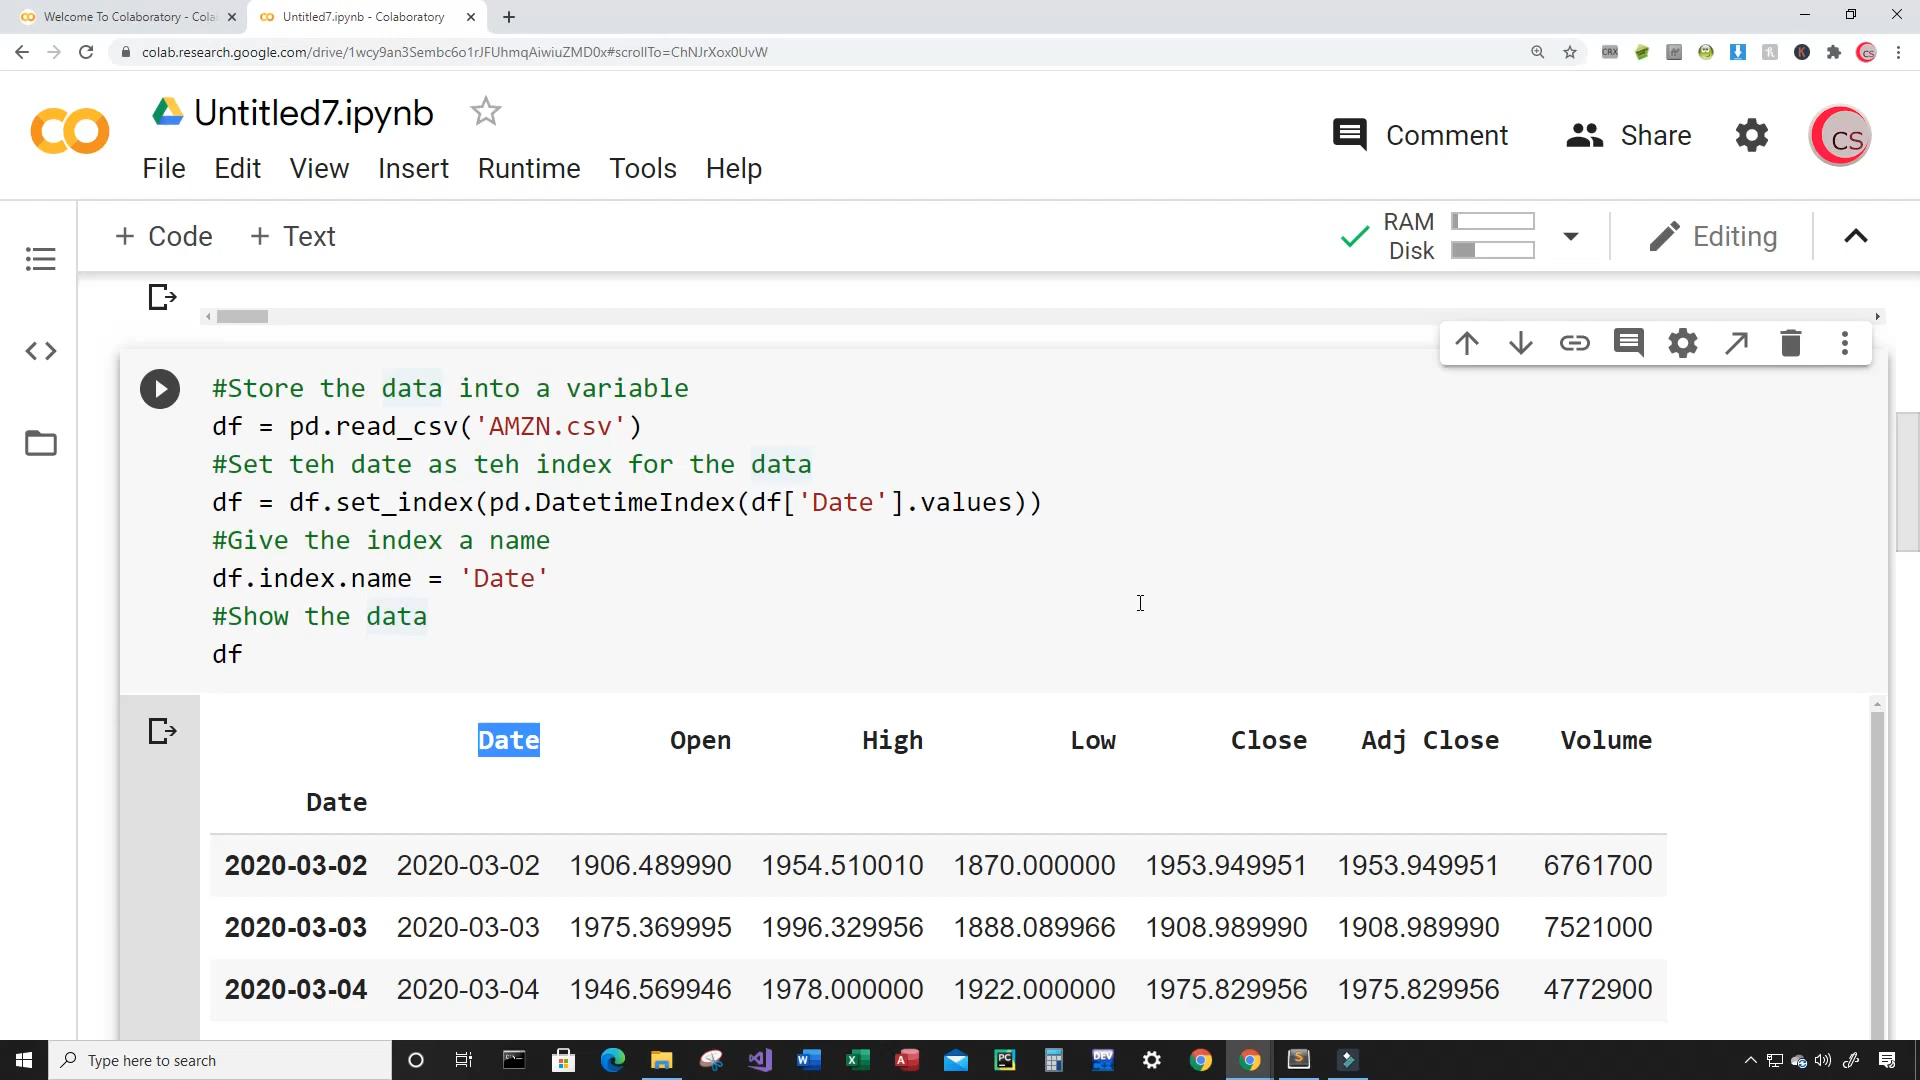 Welcome To Colaboratory - Cola
Untitled7.ipynb - Colaboratory
colab.research.google.com/drive/1wcy9an3Sembc6o1rJFUhmqAiwiuZMD0x#scrollTo=ChNJrXox0UvW
Untitled7.ipynb
Comment
Share
CS
File Edit View Insert Runtime Tools Help
+ Code + Text
RAM
Disk
Editing
#Store the data into a variable
df = pd.read_csv('AMZN.csv')
#Set teh date as teh index for the data
df = df.set_index(pd.DatetimeIndex(df['Date'].values))
#Give the index a name
df.index.name = 'Date'
#Show the data
df
Date Open High Low Close Adj Close Volume
Date
2020-03-02 2020-03-02 1906.489990 1954.510010 1870.000000 1953.949951 1953.949951 6761700
2020-03-03 2020-03-03 1975.369995 1996.329956 1888.089966 1908.989990 1908.989990 7521000
2020-03-04 2020-03-04 1946.569946 1978.000000 1922.000000 1975.829956 1975.829956 4772900
Type here to search